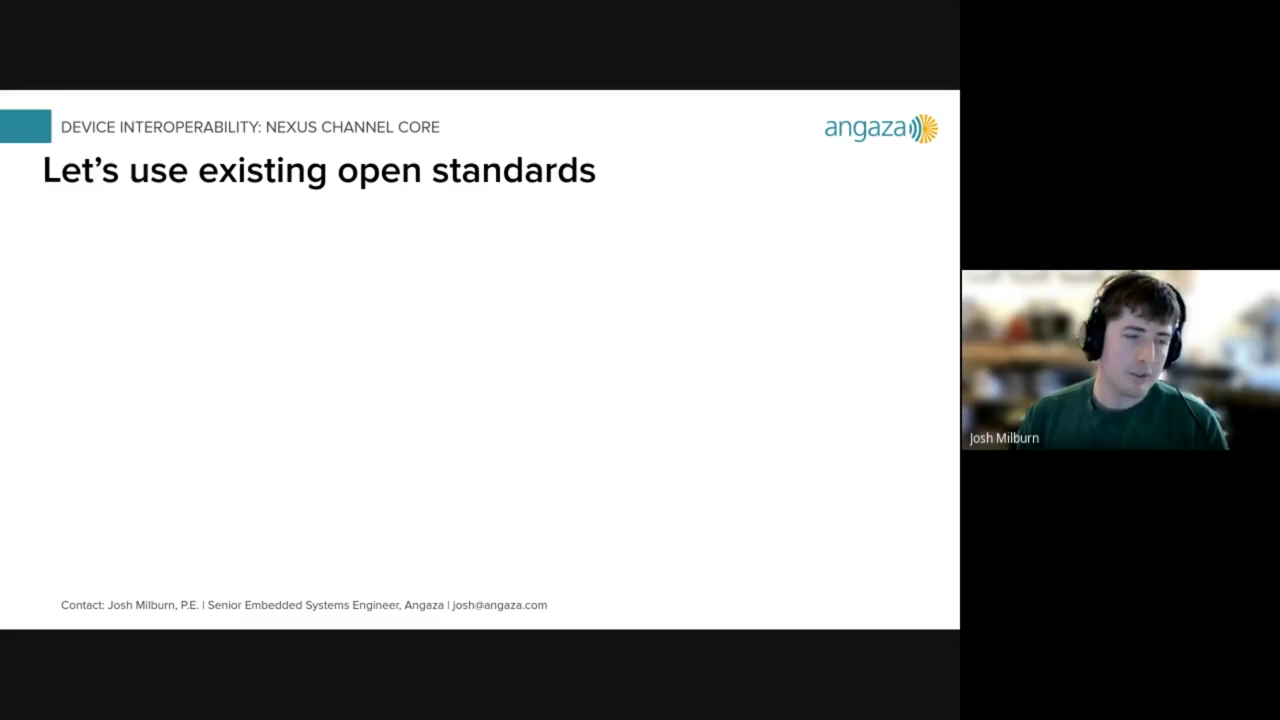 DEVICE INTEROPERABILITY: NEXUS CHANNEL CORE
angaza
Let's use existing open standards
Josh Milburn
Contact: Josh Milburn, P.E. | Senior Embedded Systems Engineer, Angaza | josh@angaza.com